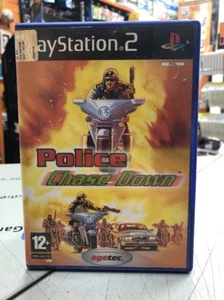 PlayStation 2
Police
Chase Down
12+
agetec